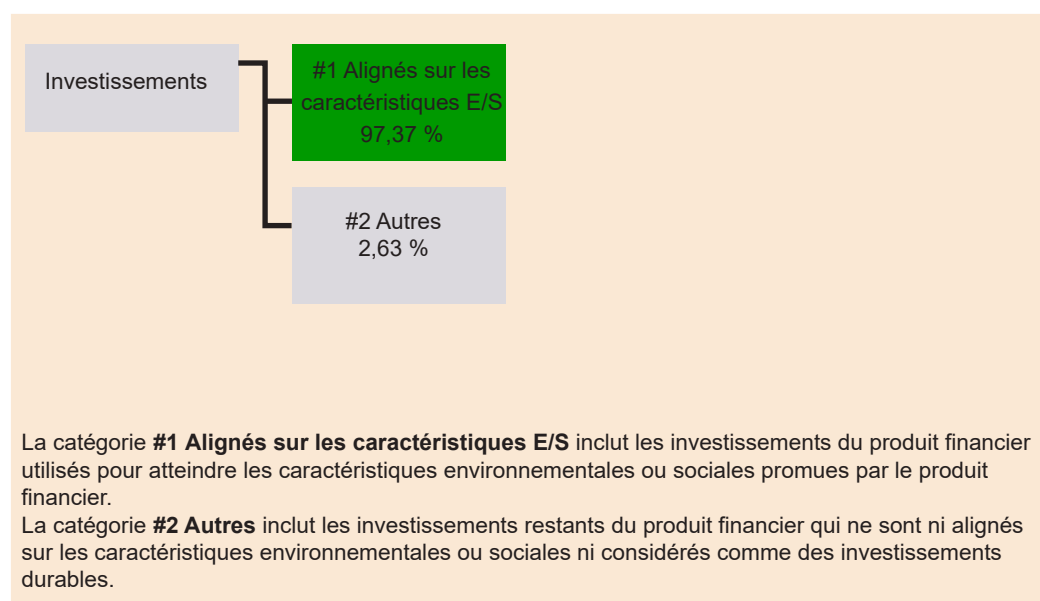 Investissements
#1 Alignés sur les
caractéristiques E/S
97,37 %
#2 Autres
2,63 %
La catégorie #1 Alignés sur les caractéristiques E/S inclut les investissements du produit financier
utilisés pour atteindre les caractéristiques environnementales ou sociales promues par le produit
financier.
La catégorie #2 Autres inclut les investissements restants du produit financier qui ne sont ni alignés
sur les caractéristiques environnementales ou sociales ni considérés comme des investissements
durables.